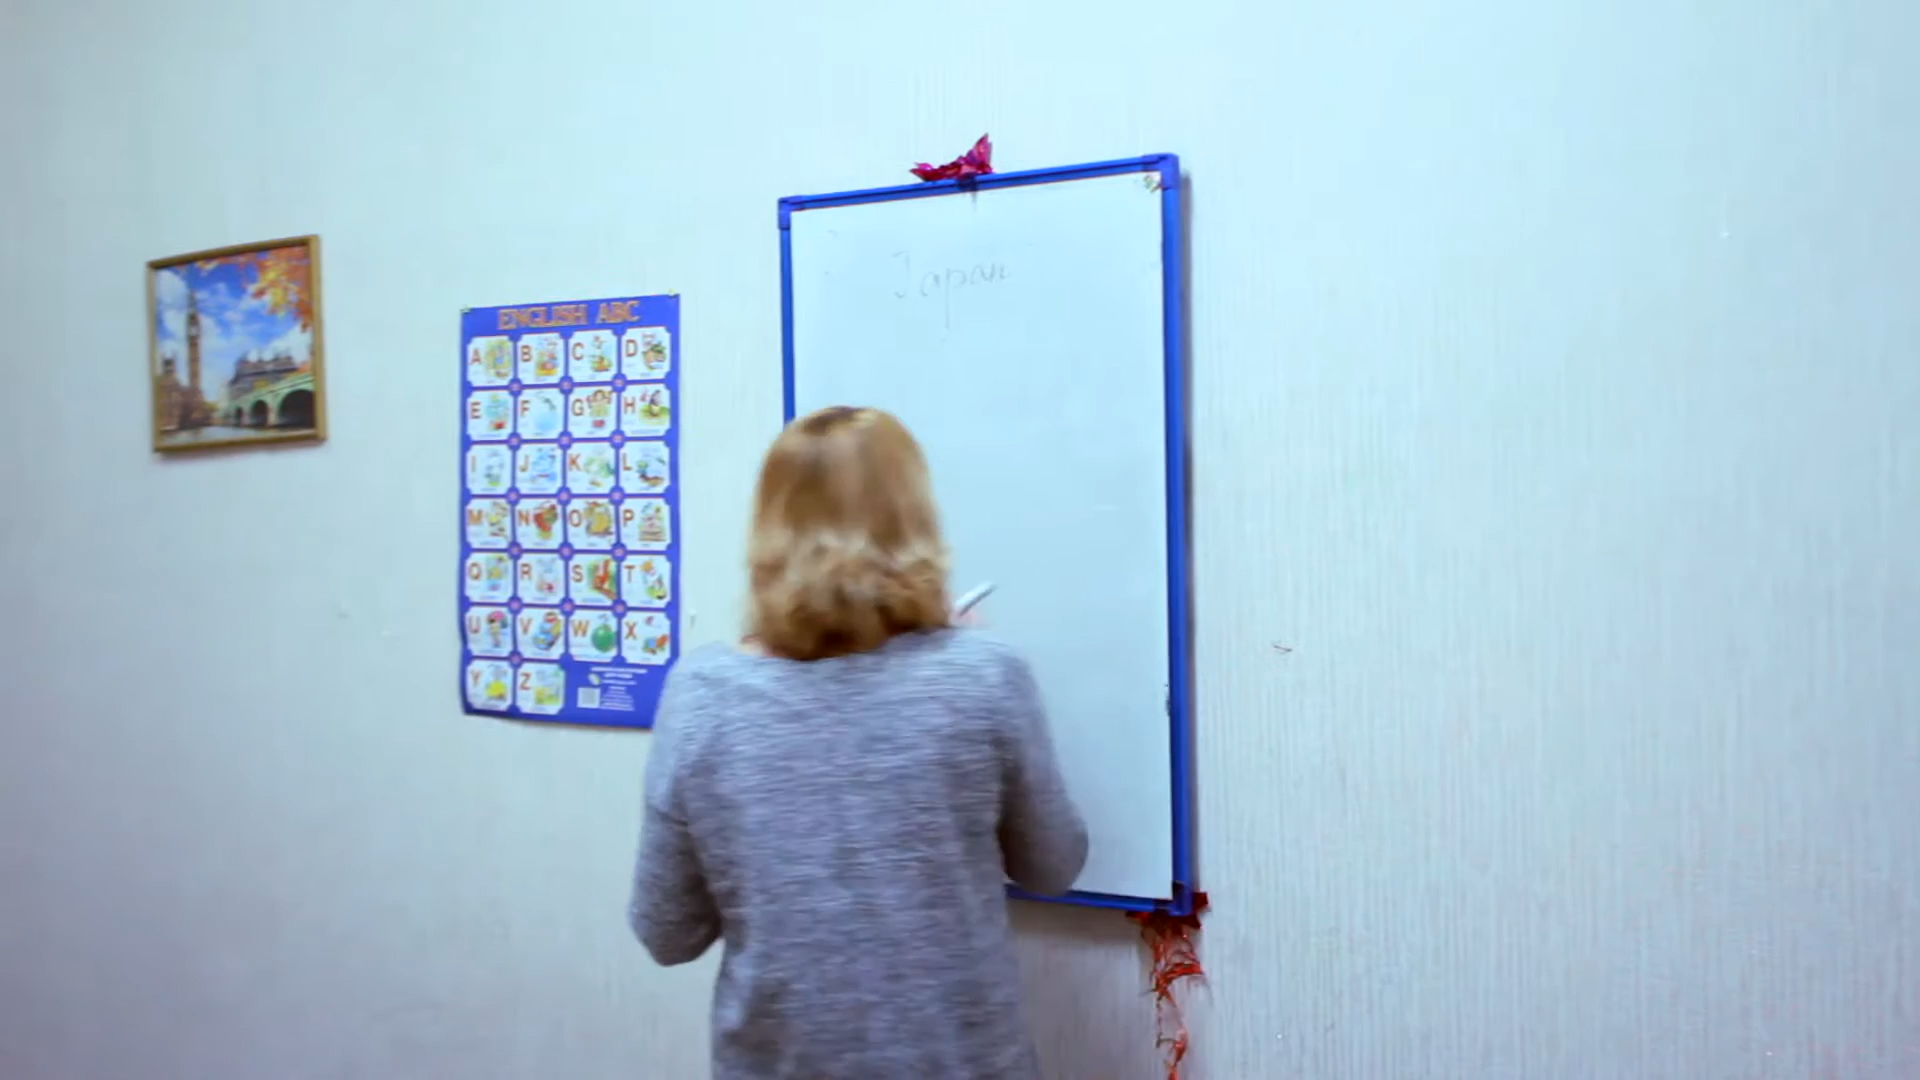 ENGLISH ABC
A B C D
E F G H
I J K L
M N O P
Q R S T
U V W X
Y Z
Japan